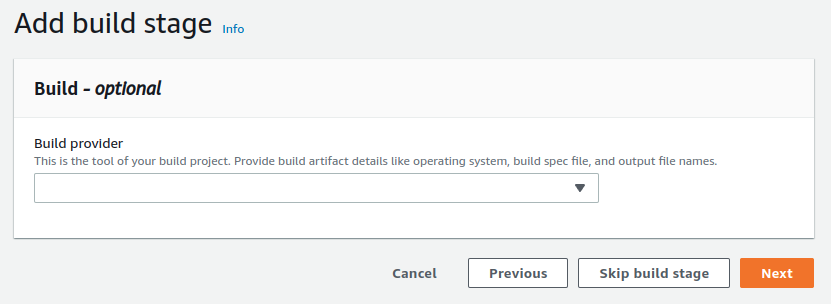 Add build stage Info
Build - optional
Build provider
This is the tool of your build project. Provide build artifact details like operating system, build spec file, and output file names.
Cancel Previous Skip build stage Next